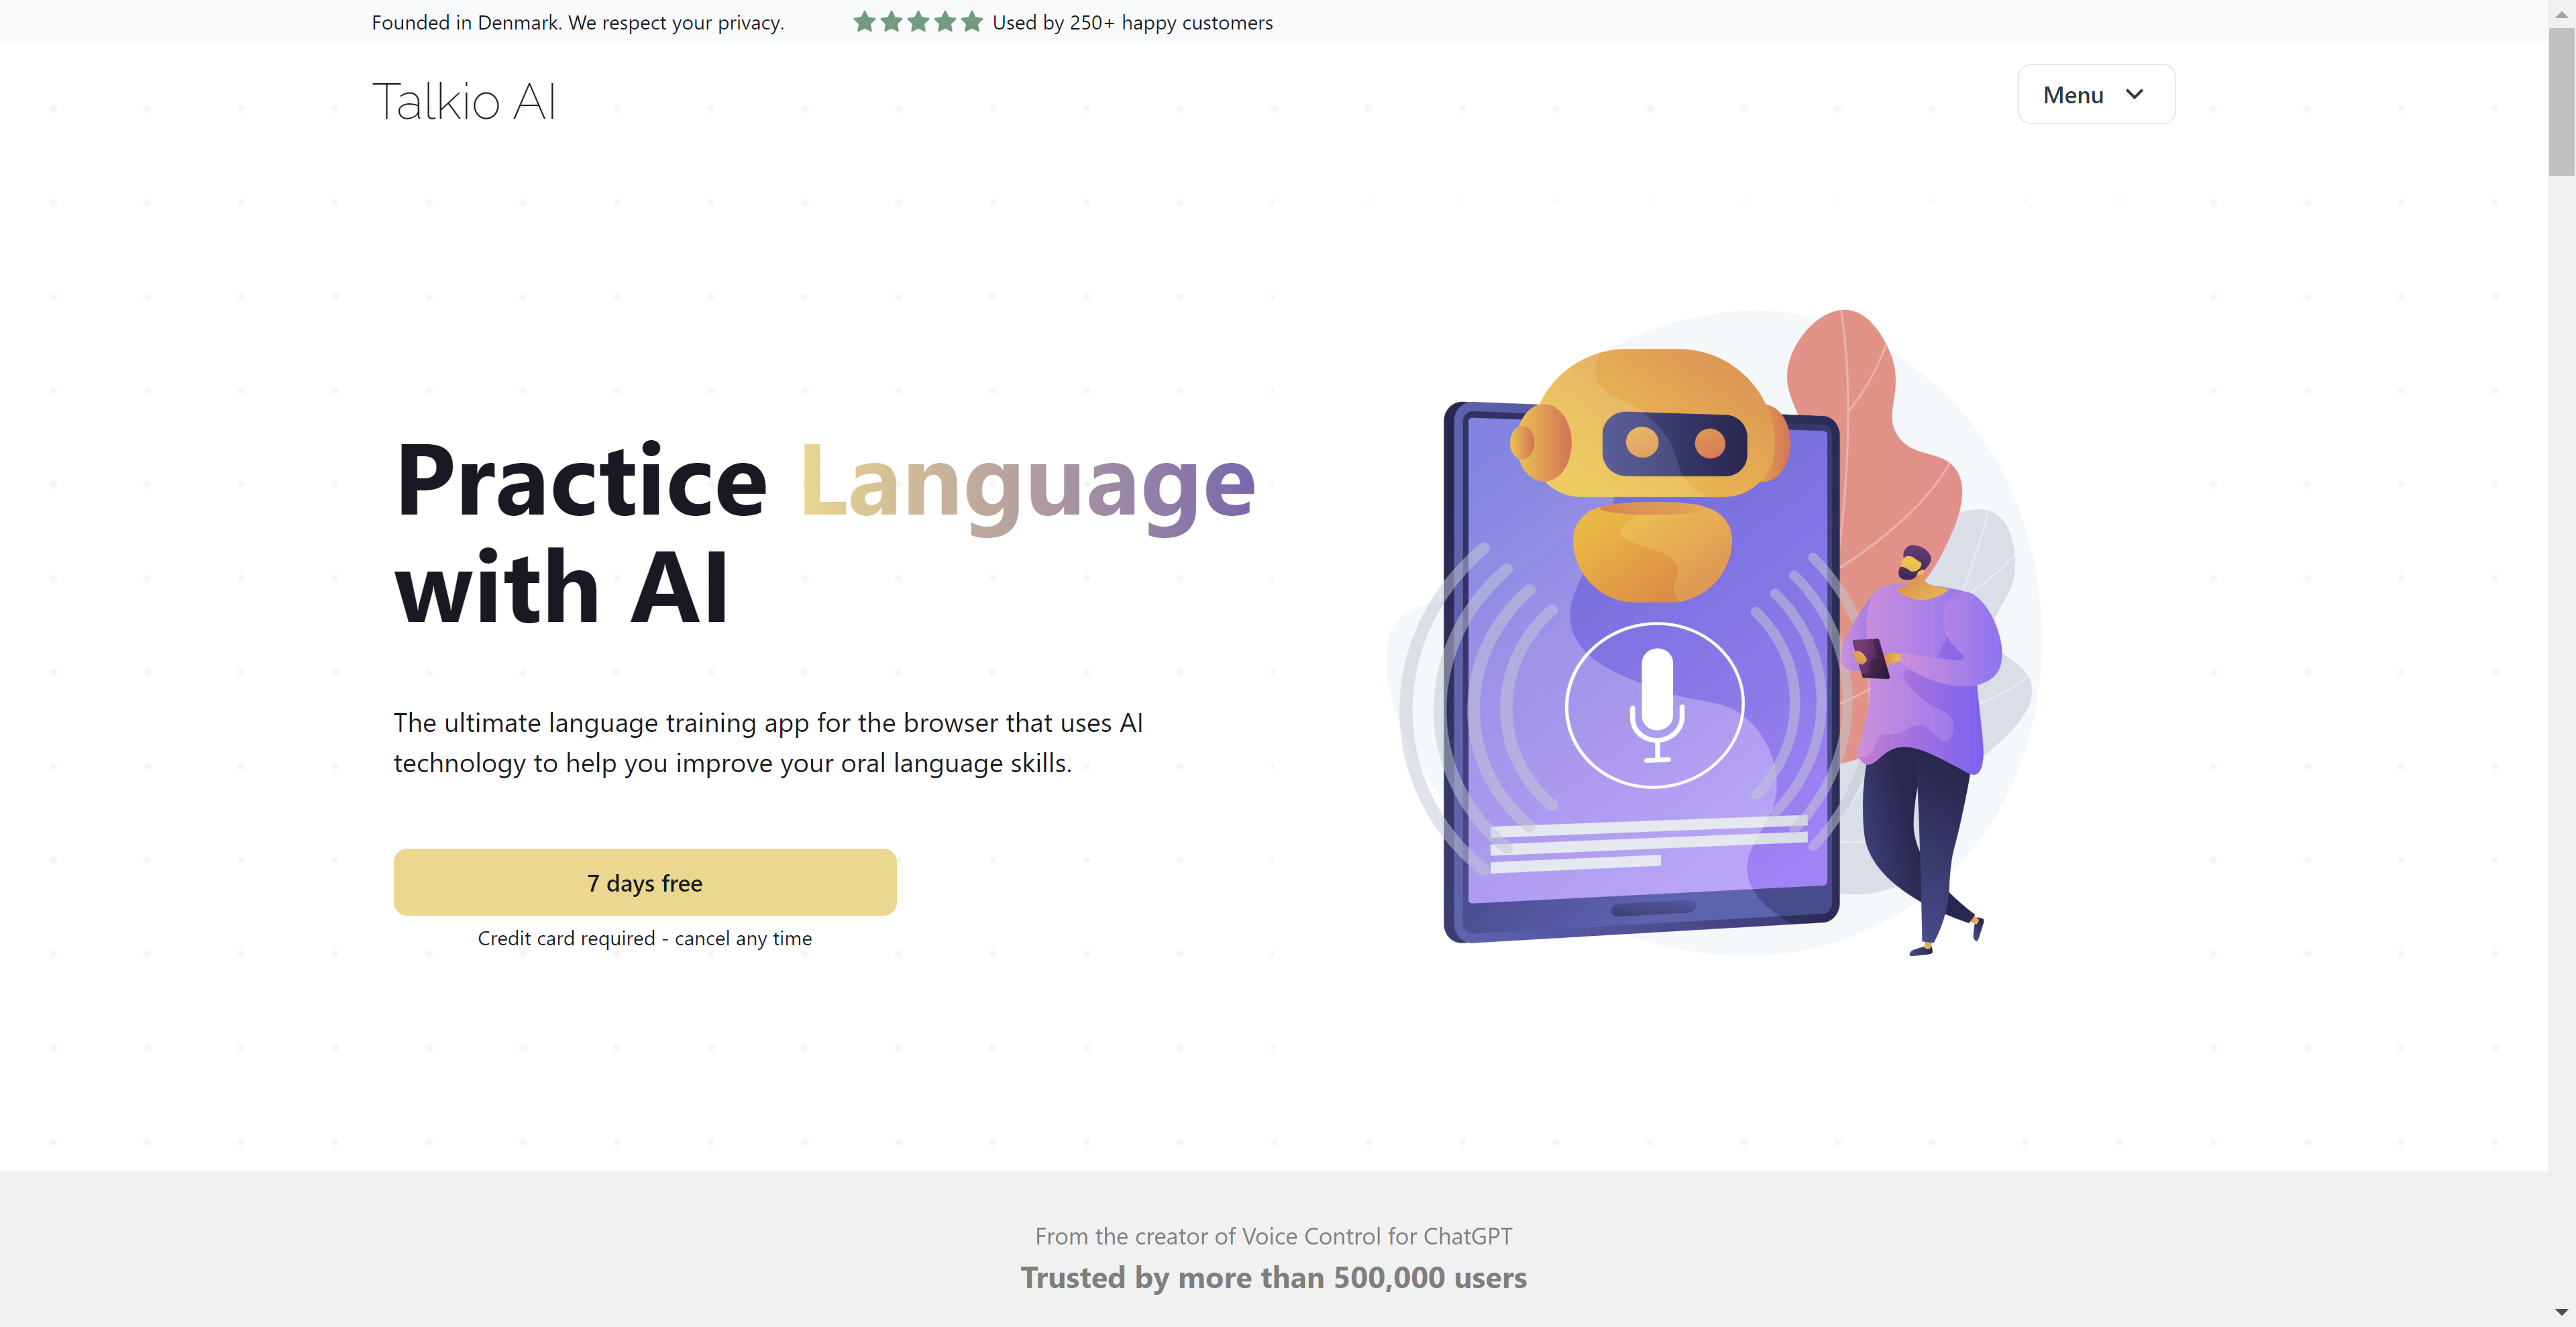 Founded in Denmark. We respect your privacy.
Used by 250+ happy customers
Talkio AI
Menu
Practice Language
with AI
The ultimate language training app for the browser that uses AI
technology to help you improve your oral language skills.
7 days free
Credit card required - cancel any time
From the creator of Voice Control for ChatGPT
Trusted by more than 500,000 users